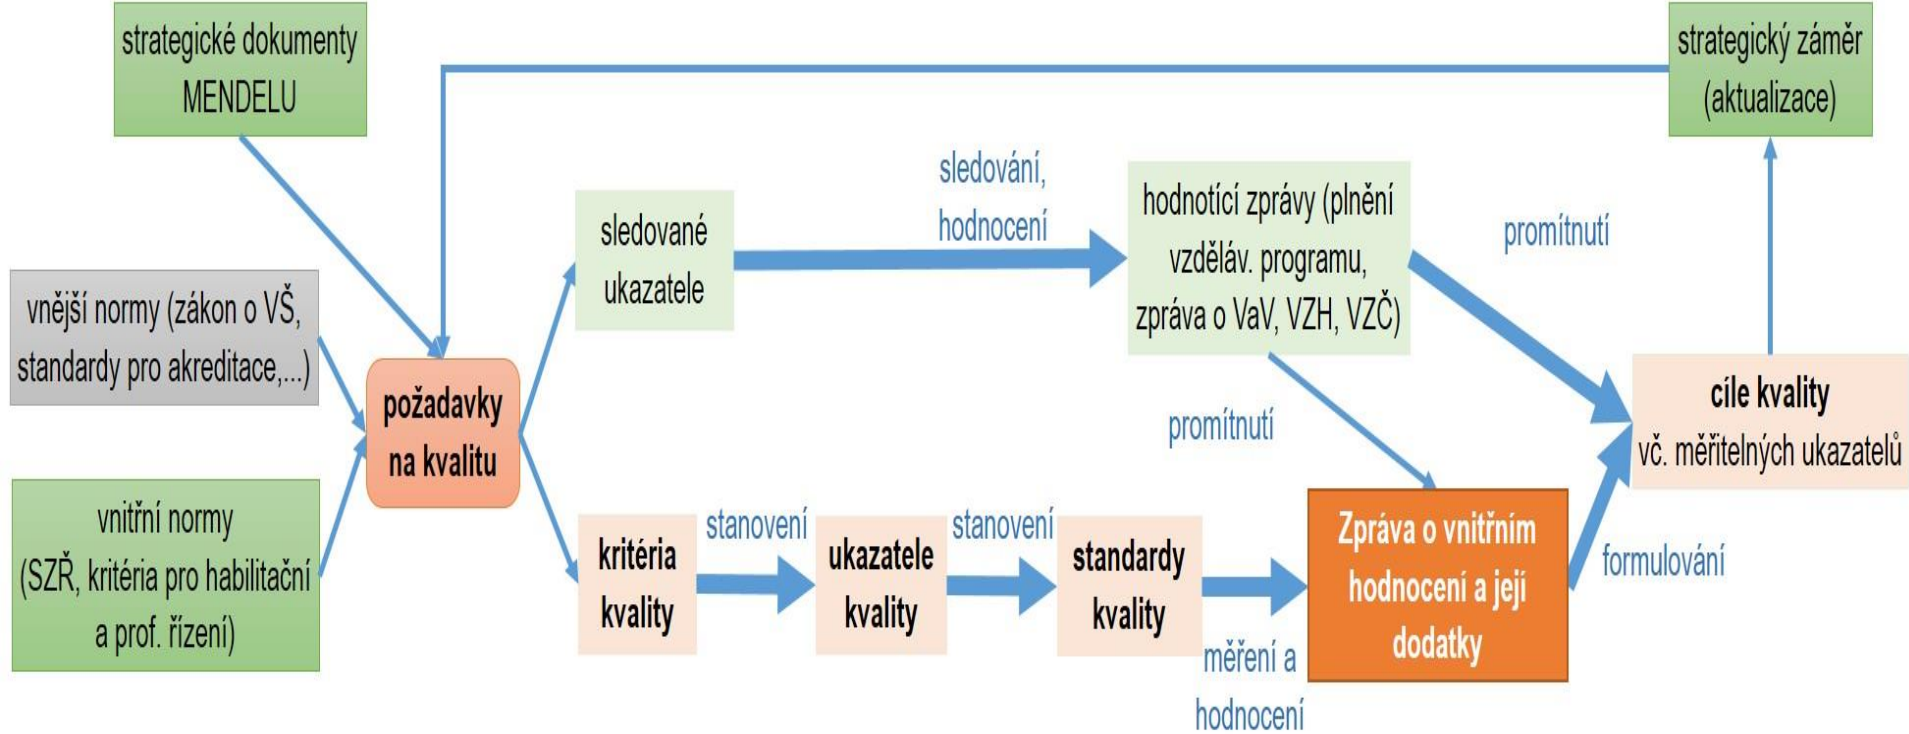 strategické dokumenty
MENDELU
strategický záměr
(aktualizace)
sledování,
hodnocení
hodnotící zprávy (plnění
vzděláv. programu,
zpráva o VaV, VZH, VZČ)
promítnutí
sledované
ukazatele
vnější normy (zákon o VŠ,
standardy pro akreditace,...)
požadavky
na kvalitu
cíle kvality
vč. měřitelných ukazatelů
promítnutí
vnitřní normy
(SZŘ, kritéria pro habilitační
a prof. řízení)
kritéria
kvality
stanovení
ukazatele
kvality
stanovení
standardy
kvality
měření a
hodnocení
Zpráva o vnitřním
hodnocení a její
dodatky
formulování